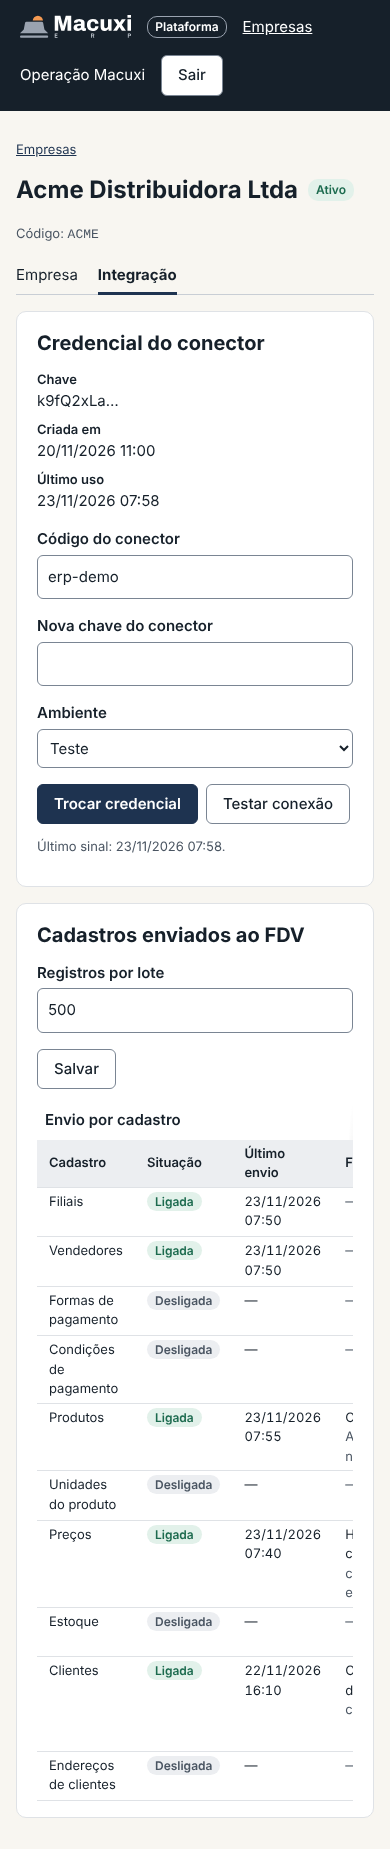 Macuxi
ERP
Plataforma
Empresas
Operação Macuxi
Sair
Empresas
Acme Distribuidora Ltda
Ativo
Código: ACME
Empresa
Integração
Credencial do conector
Chave
k9fQ2xLa…
Criada em
20/11/2026 11:00
Último uso
23/11/2026 07:58
Código do conector
erp-demo
Nova chave do conector
Ambiente
Teste
Trocar credencial
Testar conexão
Último sinal: 23/11/2026 07:58.
Cadastros enviados ao FDV
Registros por lote
500
Salvar
Envio por cadastro
Cadastro Situação Último
envio
Filiais Ligada 23/11/2026 —
07:50
Vendedores Ligada 23/11/2026 —
07:50
Formas de Desligada — —
pagamento
Condições Desligada — —
de
pagamento
Produtos Ligada 23/11/2026
07:55
Unidades Desligada — —
do produto
Preços Ligada 23/11/2026
07:40
Estoque Desligada — —
Clientes Ligada 22/11/2026
16:10
Endereços Desligada — —
de clientes